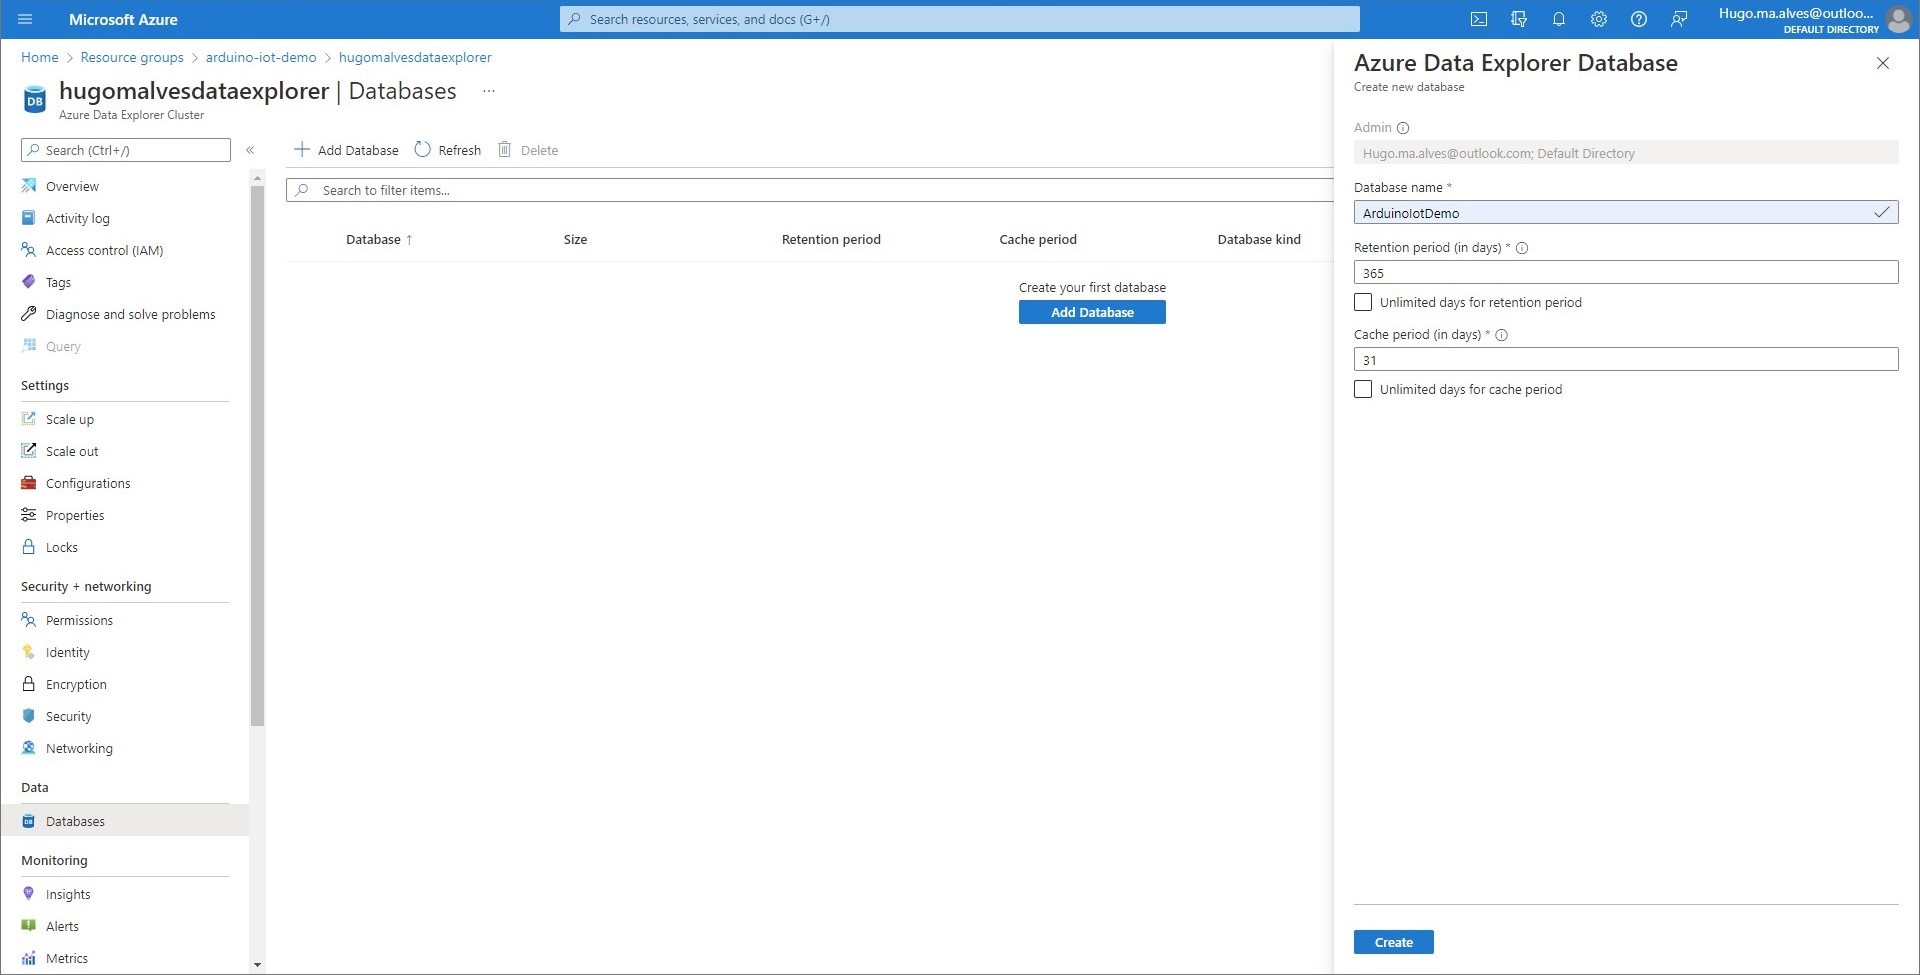 Microsoft Azure
Search resources, services, and docs (G+/)
Hugo.ma.alves@outloo...
DEFAULT DIRECTORY
Home > Resource groups > arduino-iot-demo > hugomalvesdataexplorer
hugomalvesdataexplorer | Databases ...
Azure Data Explorer Cluster
Search (Ctrl+/)
Overview
Activity log
Access control (IAM)
Tags
Diagnose and solve problems
Query
Settings
Scale up
Scale out
Configurations
Properties
Locks
Security + networking
Permissions
Identity
Encryption
Security
Networking
Data
Databases
Monitoring
Insights
Alerts
Metrics
Add Database Refresh Delete
Search to filter items...
Database ↑ Size Retention period Cache period Database kind
Create your first database
Add Database
Azure Data Explorer Database
Create new database
Admin
Hugo.ma.alves@outlook.com; Default Directory
Database name *
ArduinoIotDemo
Retention period (in days) *
365
Unlimited days for retention period
Cache period (in days) *
31
Unlimited days for cache period
Create